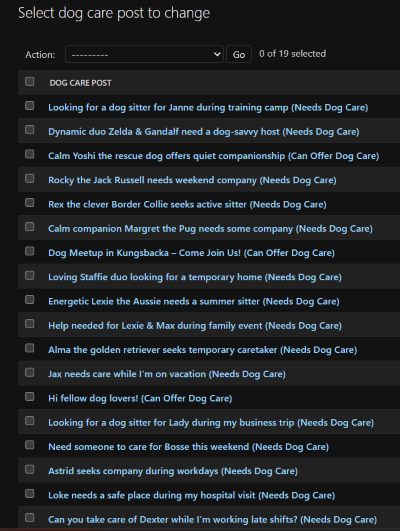 Select dog care post to change
Action: --------- Go 0 of 19 selected
DOG CARE POST
Looking for a dog sitter for Janne during training camp (Needs Dog Care)
Dynamic duo Zelda & Gandalf need a dog-savvy host (Needs Dog Care)
Calm Yoshi the rescue dog offers quiet companionship (Can Offer Dog Care)
Rocky the Jack Russell needs weekend company (Needs Dog Care)
Rex the clever Border Collie seeks active sitter (Needs Dog Care)
Calm companion Margret the Pug needs some company (Needs Dog Care)
Dog Meetup in Kungsbacka – Come Join Us! (Can Offer Dog Care)
Loving Staffie duo looking for a temporary home (Needs Dog Care)
Energetic Lexie the Aussie needs a summer sitter (Needs Dog Care)
Help needed for Lexie & Max during family event (Needs Dog Care)
Alma the golden retriever seeks temporary caretaker (Needs Dog Care)
Jax needs care while I'm on vacation (Needs Dog Care)
Hi fellow dog lovers! (Can Offer Dog Care)
Looking for a dog sitter for Lady during my business trip (Needs Dog Care)
Need someone to care for Bosse this weekend (Needs Dog Care)
Astrid seeks company during workdays (Needs Dog Care)
Loke needs a safe place during my hospital visit (Needs Dog Care)
Can you take care of Dexter while I'm working late shifts? (Needs Dog Care)